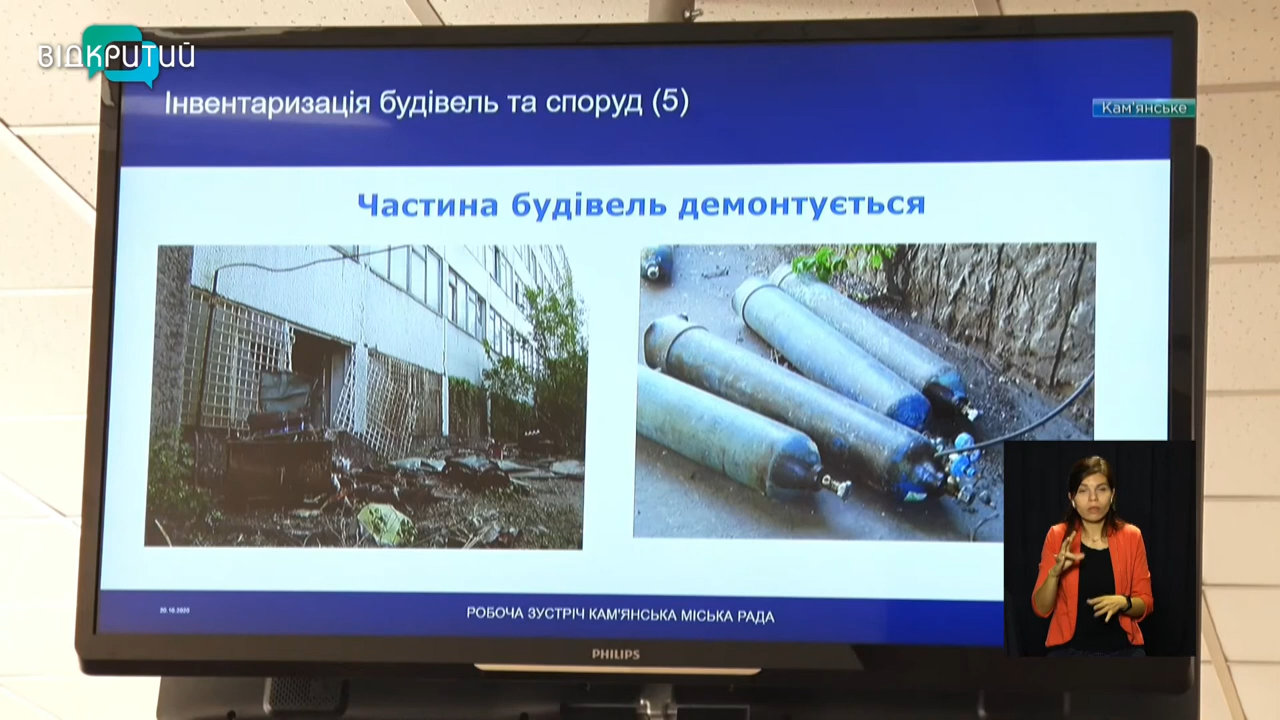 ВІДКРИТИЙ
Кам'янське
Інвентаризація будівель та споруд (5)
Частина будівель демонтується
20.10.2020
РОБОЧА ЗУСТРІЧ КАМ'ЯНСЬКА МІСЬКА РАДА
PHILIPS